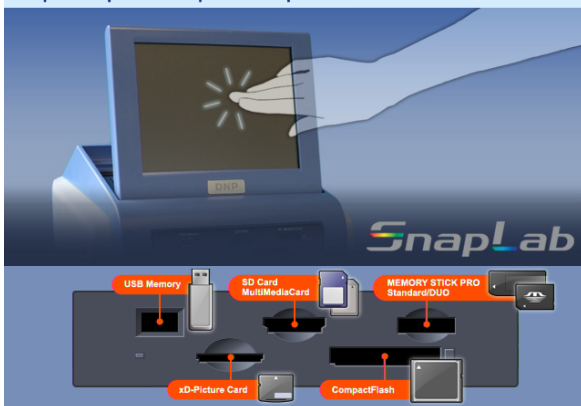 DNP
SnapLab
USB Memory
SD Card
MultiMediaCard
MEMORY STICK PRO
Standard/DUO
xD-Picture Card
CompactFlash